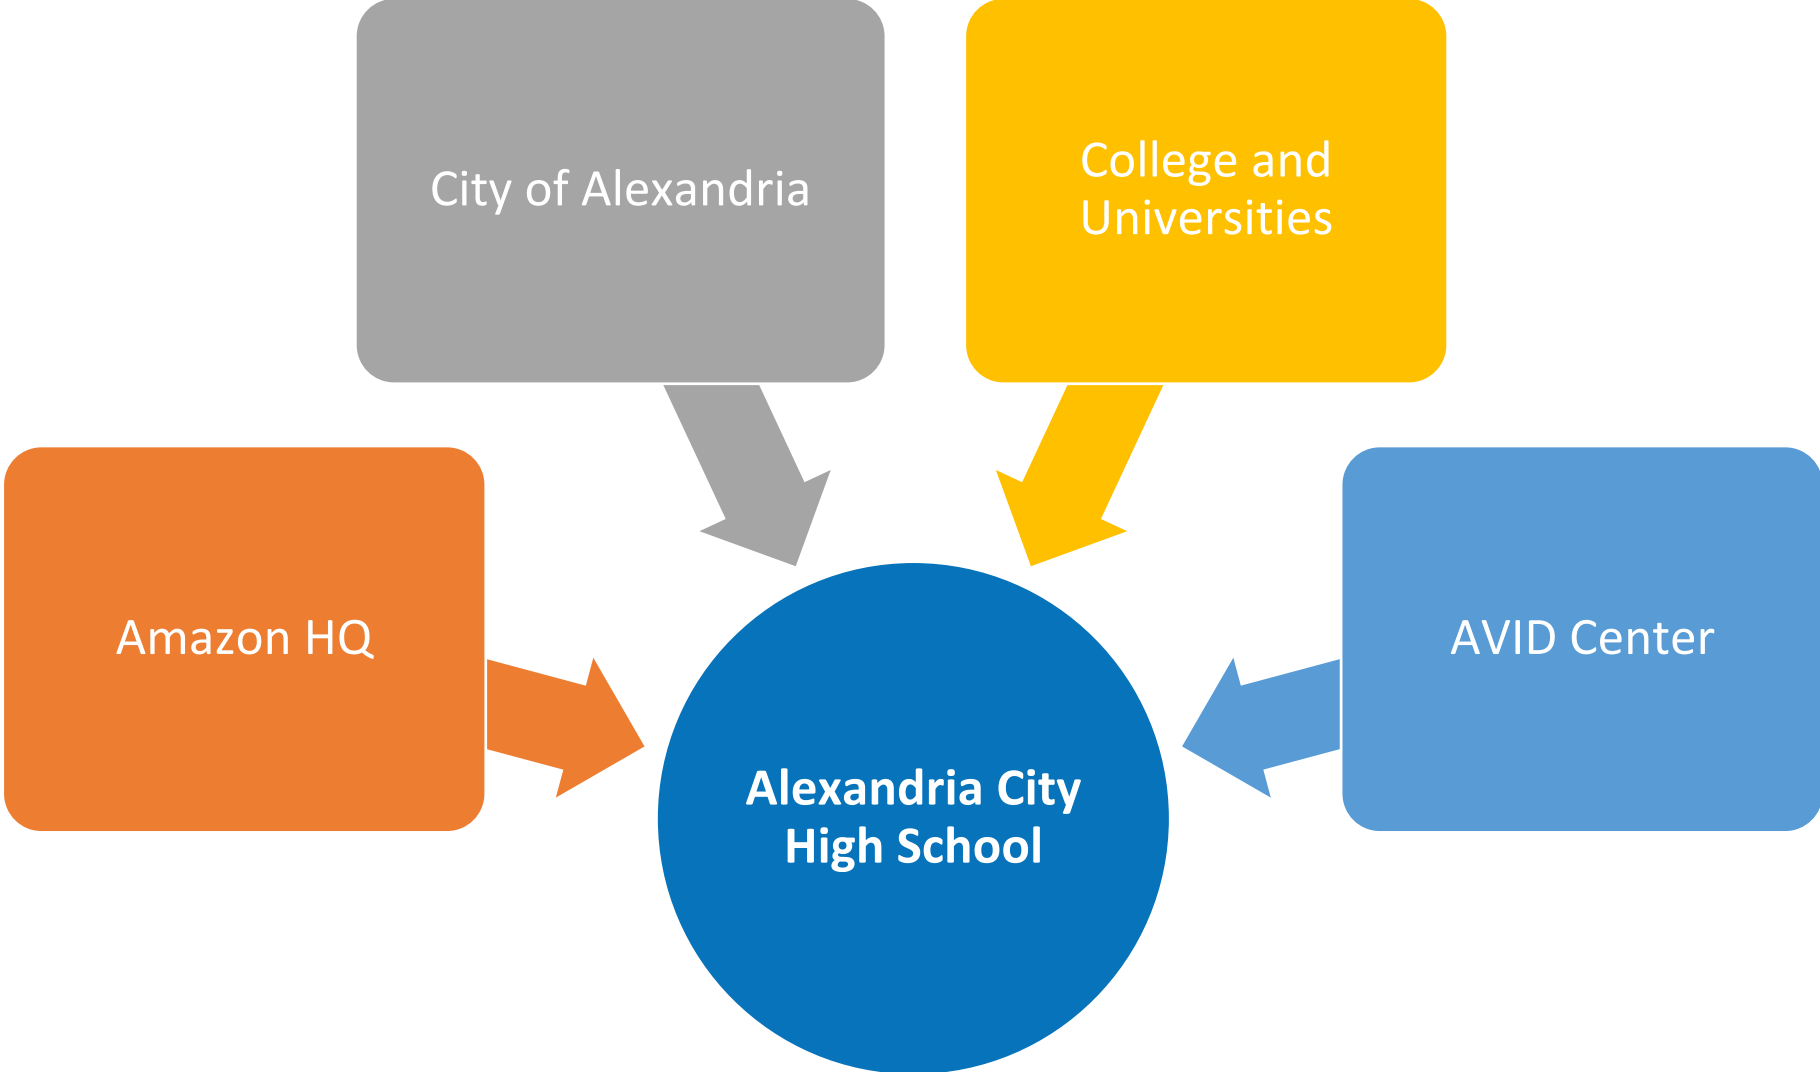 City of Alexandria
College and
Universities
Amazon HQ
AVID Center
Alexandria City
High School